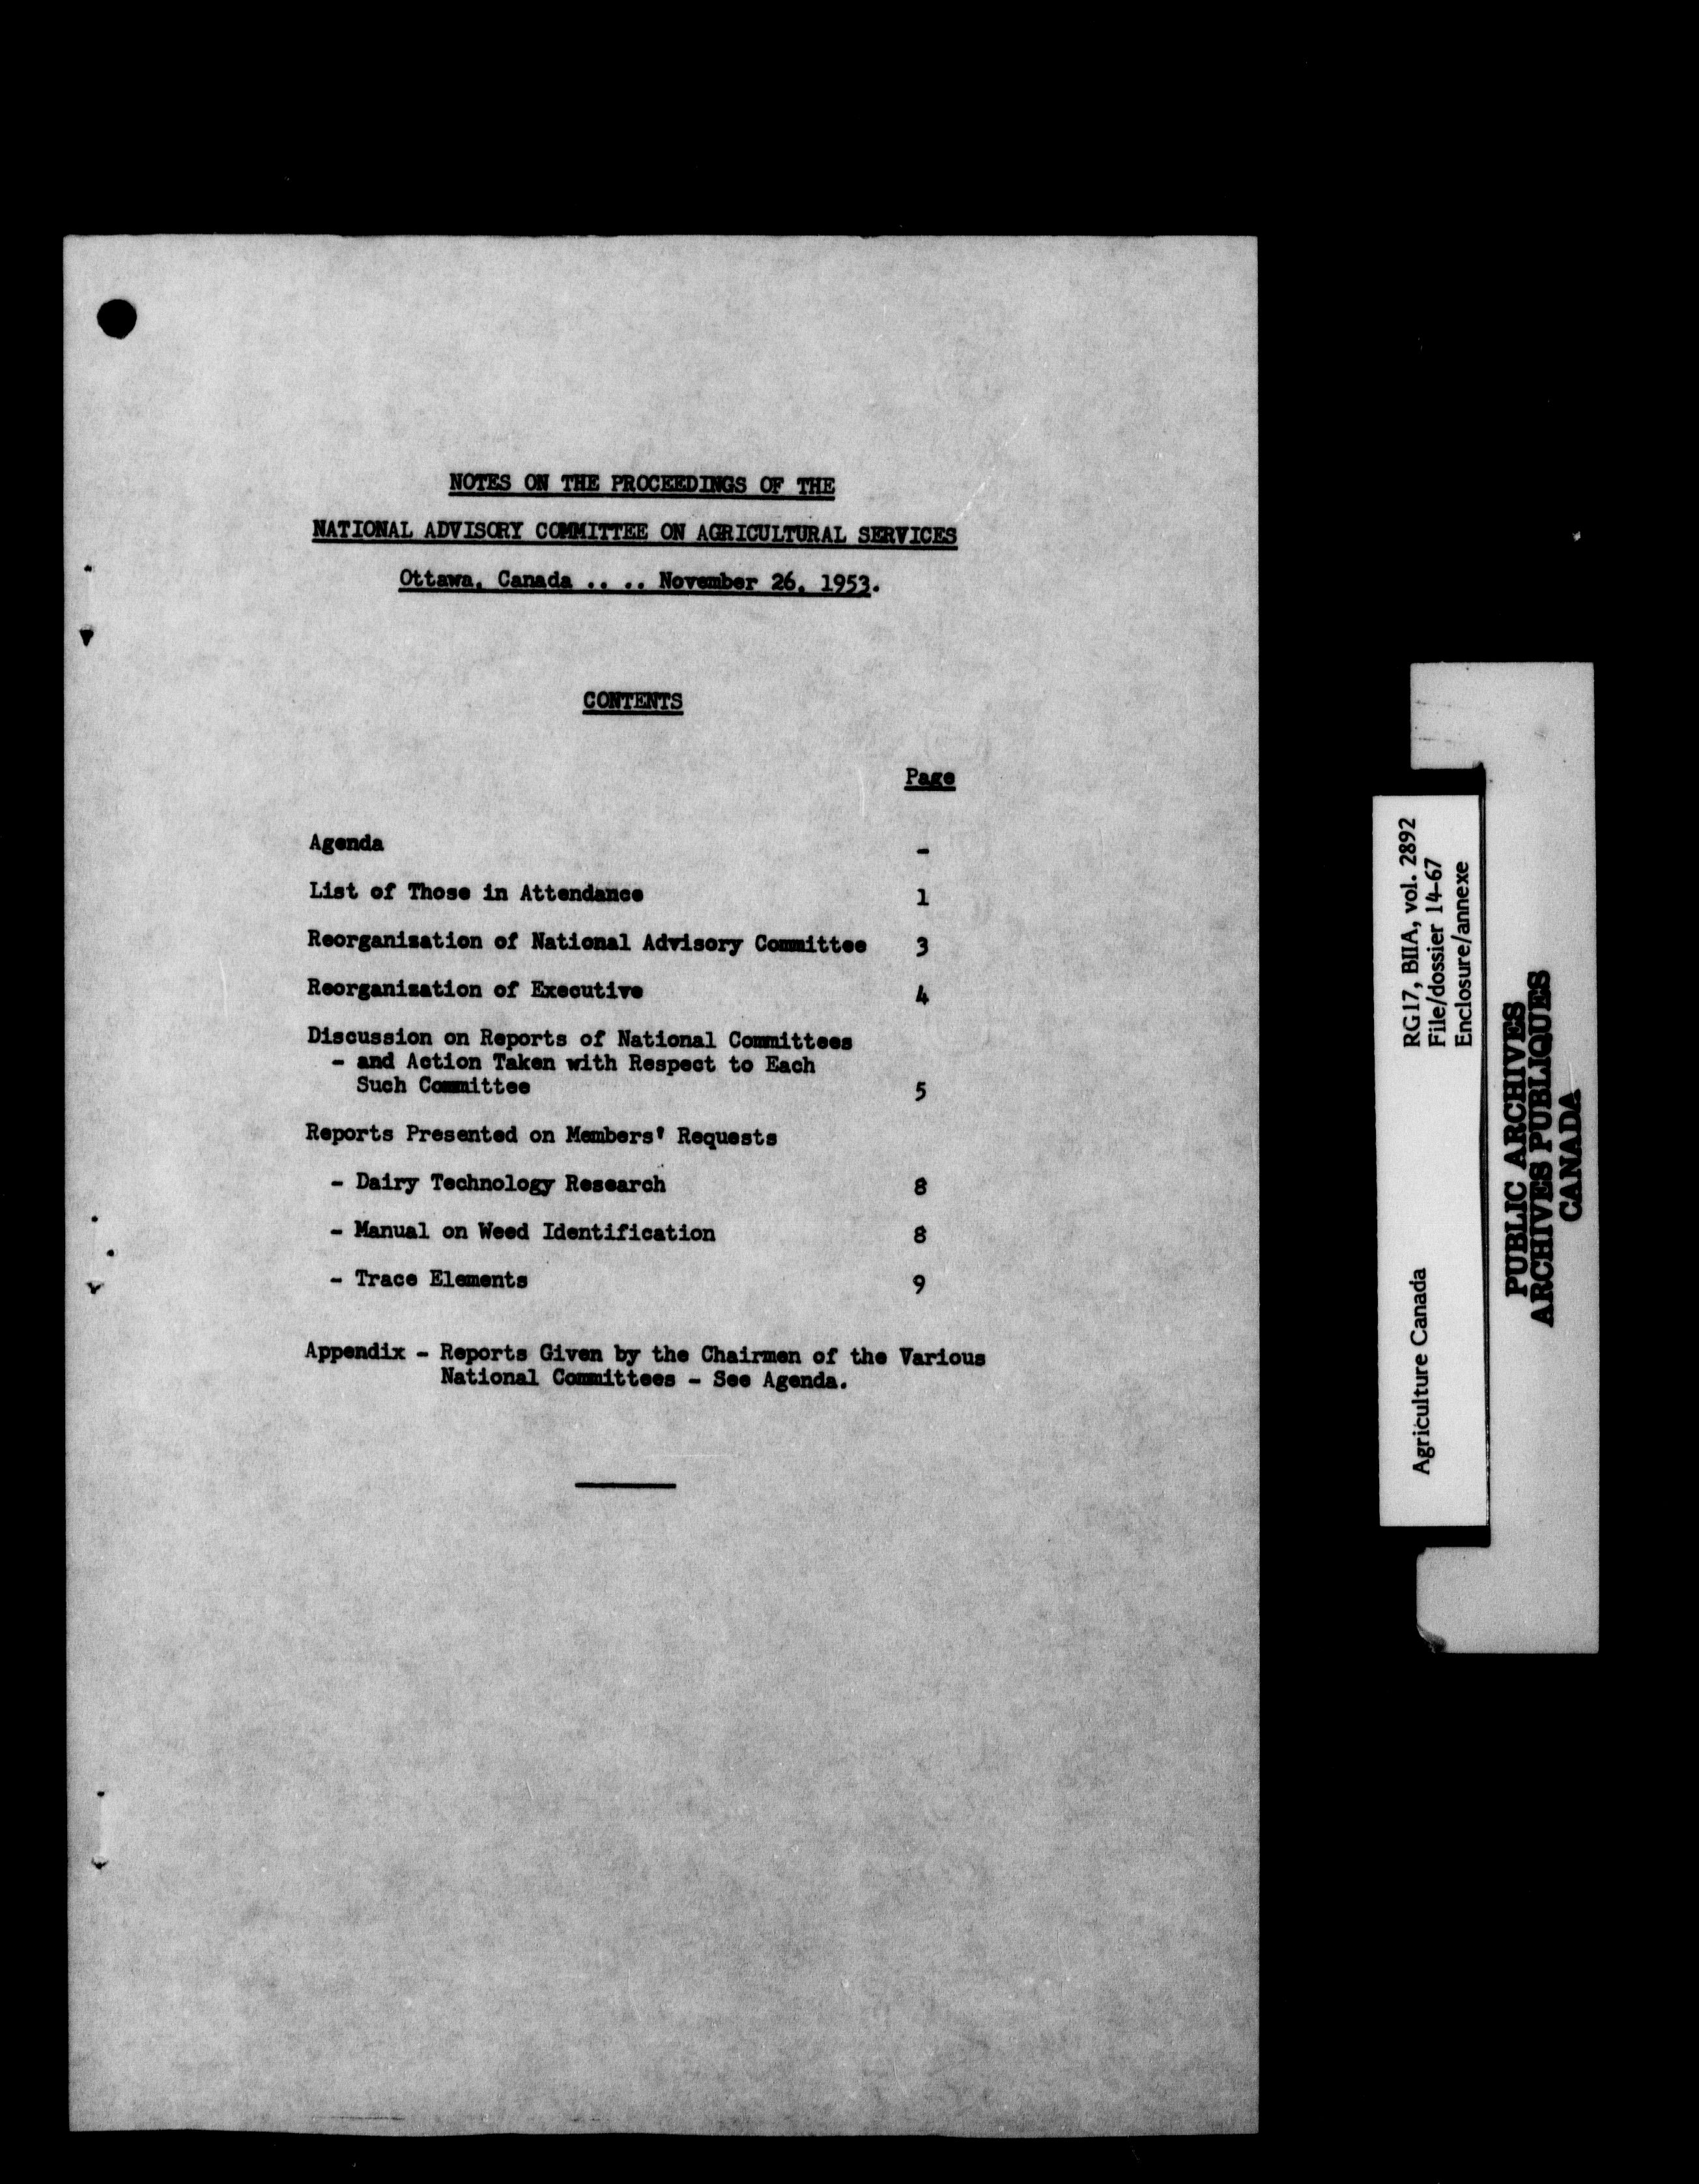 NOTES ON THE PROCEEDINGS OF THE
NATIONAL ADVISORY COMMITTEE ON AGRICULTURAL SERVICES
Ottawa, Canada .. .. November 26, 1953.
CONTENTS
Page
Agenda -
List of Those in Attendance 1
Reorganization of National Advisory Committee 3
Reorganization of Executive 4
Discussion on Reports of National Committees
- and Action Taken with Respect to Each
Such Committee 5
Reports Presented on Members' Requests
- Dairy Technology Research 8
- Manual on Weed Identification 8
- Trace Elements 9
Appendix - Reports Given by the Chairmen of the Various
National Committees - See Agenda.
Agriculture Canada RG17, BIIA, vol. 2892
File/dossier 14-67
Enclosure/annexe
PUBLIC ARCHIVES
ARCHIVES PUBLIQUES
CANADA